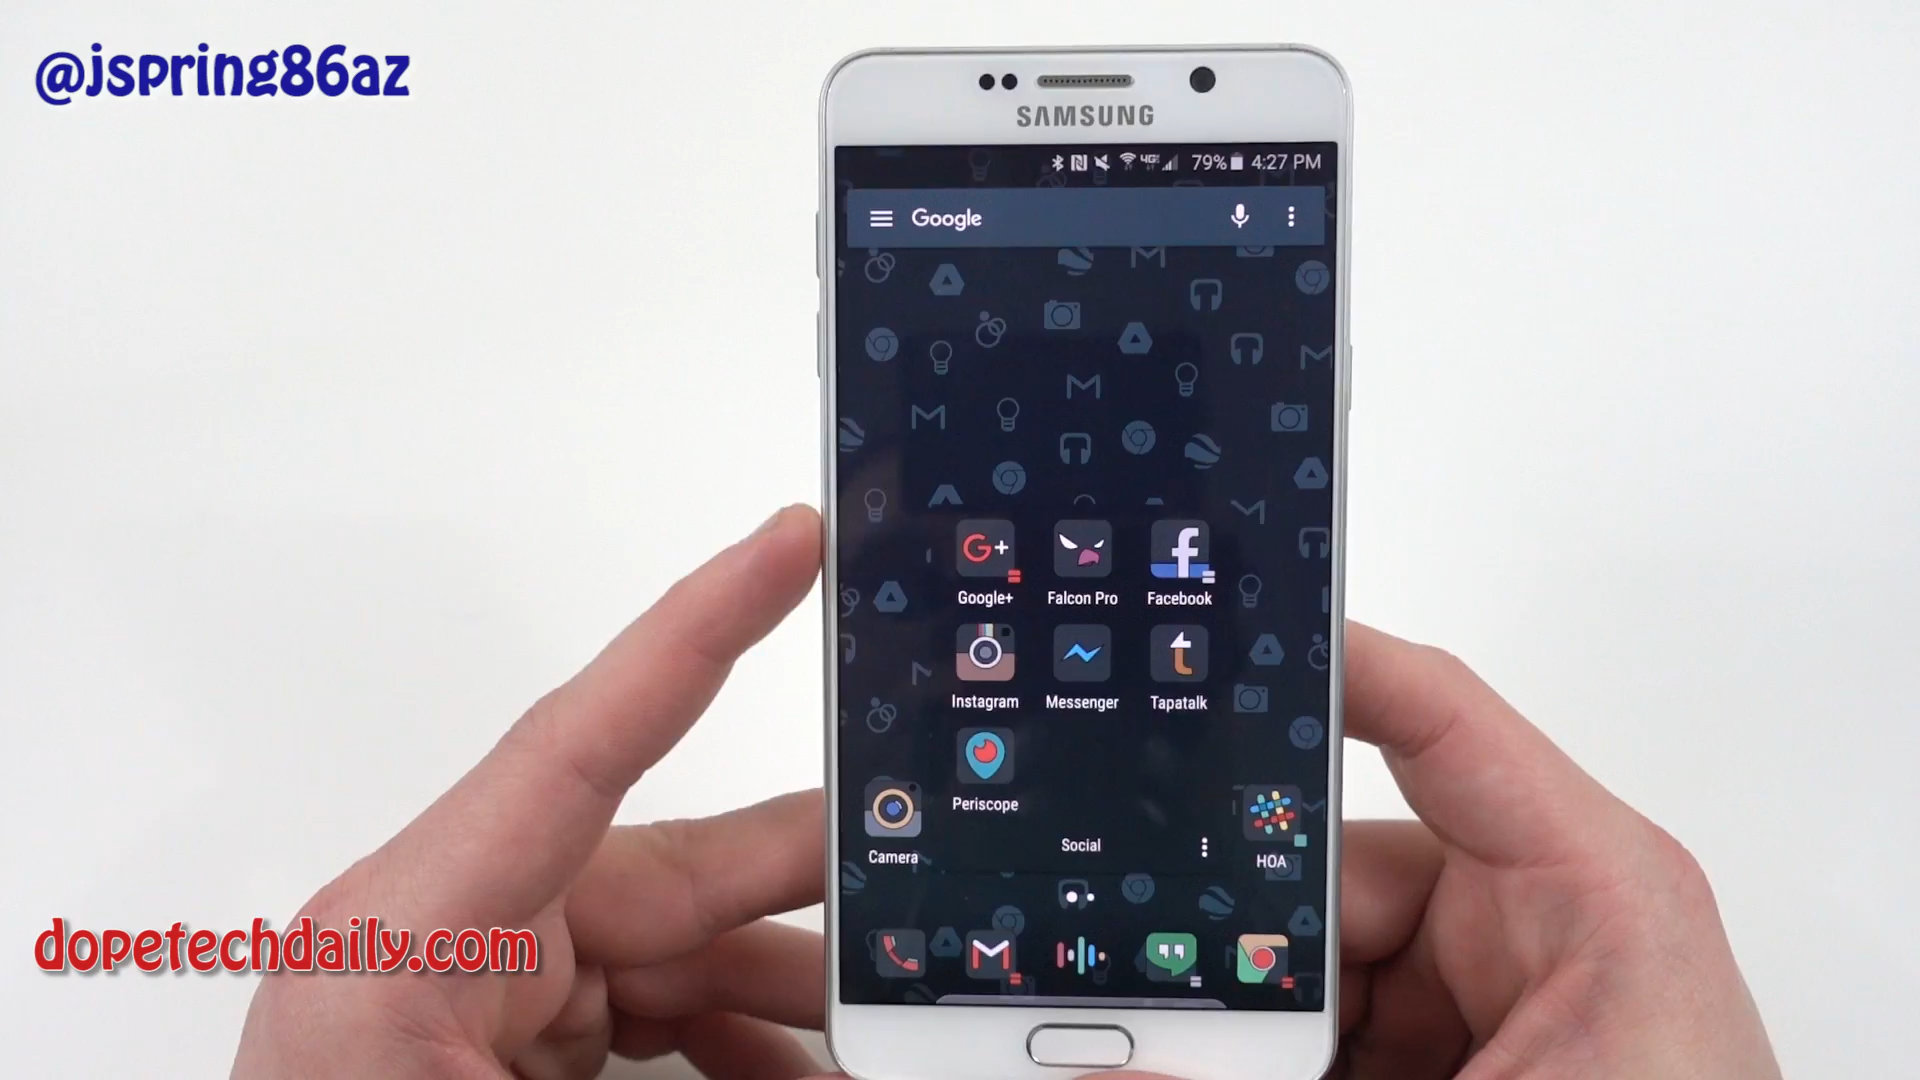 @jspring86az
SAMSUNG
4G 79% 4:27 PM
Google
G+
Google+ Falcon Pro Facebook
Instagram Messenger Tapatalk
Periscope
Camera
Social
HOA
dopetechdaily.com